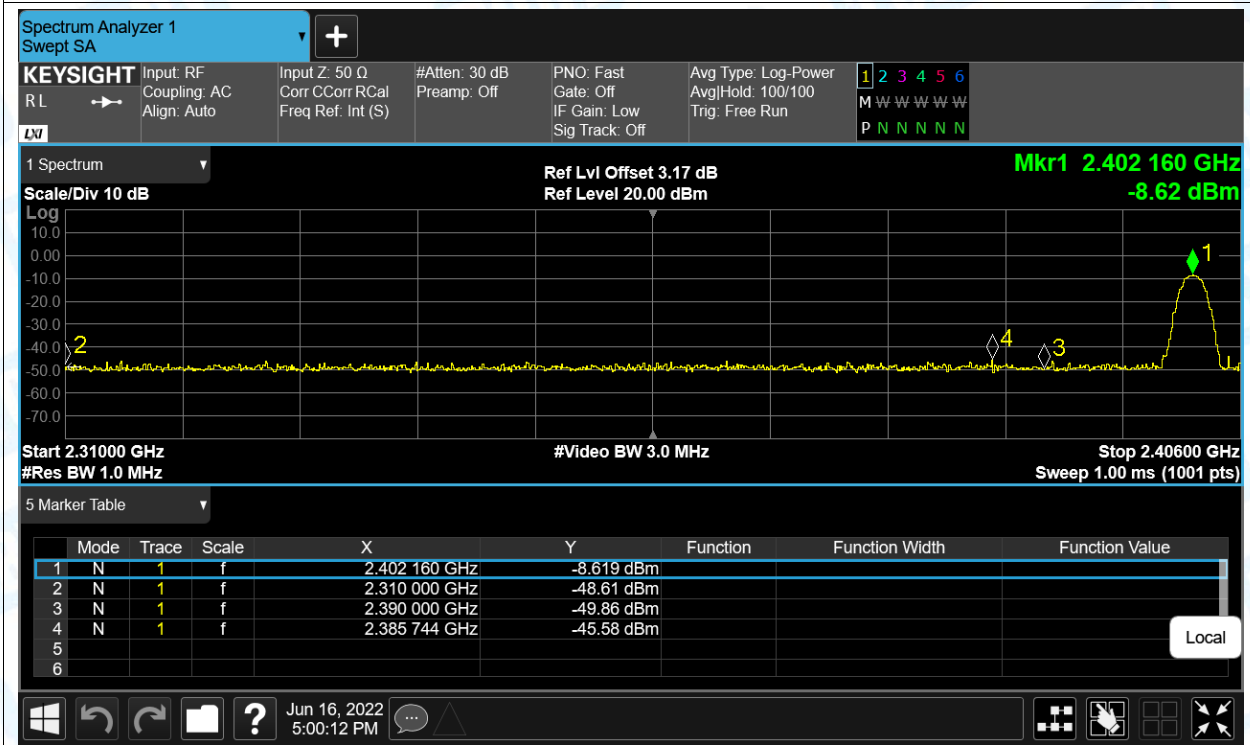 Spectrum Analyzer 1
Swept SA
KEYSIGHT
RL
LXI
Input: RF
Coupling: AC
Align: Auto
Input Z: 50 Ω
Corr CCorr RCal
Freq Ref: Int (S)
#Atten: 30 dB
Preamp: Off
PNO: Fast
Gate: Off
IF Gain: Low
Sig Track: Off
Avg Type: Log-Power
Avg|Hold: 100/100
Trig: Free Run
1 2 3 4 5 6
M W W W W W
P N N N N N
1 Spectrum
Scale/Div 10 dB
Ref Lvl Offset 3.17 dB
Ref Level 20.00 dBm
Mkr1 2.402 160 GHz
-8.62 dBm
Log
10.0
0.00
-10.0
-20.0
-30.0
-40.0
-50.0
-60.0
-70.0
2
4
3
1
Start 2.31000 GHz
#Video BW 3.0 MHz
Stop 2.40600 GHz
#Res BW 1.0 MHz
Sweep 1.00 ms (1001 pts)
5 Marker Table
Mode Trace Scale X Y Function Function Width Function Value
1 N 1 f 2.402 160 GHz -8.619 dBm
2 N 1 f 2.310 000 GHz -48.61 dBm
3 N 1 f 2.390 000 GHz -49.86 dBm
4 N 1 f 2.385 744 GHz -45.58 dBm
5
6
Local
?
Jun 16, 2022
5:00:12 PM